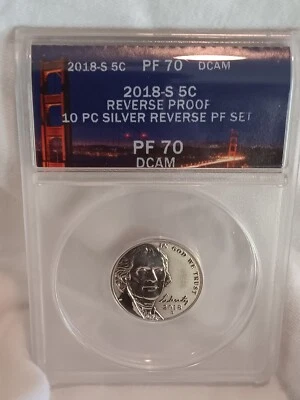 2018-S 5C PF 70 DCAM
2018-S 5C
REVERSE PROOF
10 PC SILVER REVERSE PF SET
PF 70
DCAM
IN GOD WE TRUST
Liberty
2018
S